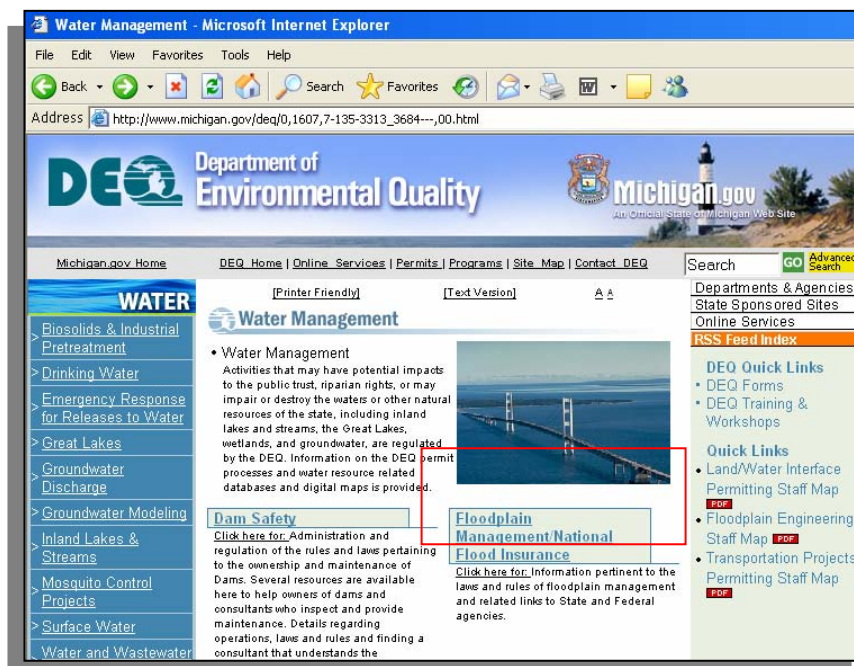 Water Management - Microsoft Internet Explorer
File Edit View Favorites Tools Help
Back Search Favorites
Address http://www.michigan.gov/deq/0,1607,7-135-3313_3684---,00.html
DEQ
Department of
Environmental Quality
Michigan.gov
An Official State of Michigan Web Site
Michigan.gov Home DEQ Home | Online Services | Permits | Programs | Site Map | Contact DEQ
Search GO Advanced Search
WATER
> Biosolids & Industrial
Pretreatment
> Drinking Water
> Emergency Response
for Releases to Water
> Great Lakes
> Groundwater
Discharge
> Groundwater Modeling
> Inland Lakes &
Streams
> Mosquito Control
Projects
> Surface Water
> Water and Wastewater
[Printer Friendly] [Text Version] A A
Water Management
• Water Management
Activities that may have potential impacts
to the public trust, riparian rights, or may
impair or destroy the waters or other natural
resources of the state, including inland
lakes and streams, the Great Lakes,
wetlands, and groundwater, are regulated
by the DEQ. Information on the DEQ permit
processes and water resource related
databases and digital maps is provided.
Dam Safety
Click here for: Administration and
regulation of the rules and laws pertaining
to the ownership and maintenance of
Dams. Several resources are available
here to help owners of dams and
consultants who inspect and provide
maintenance. Details regarding
operations, laws and rules and finding a
consultant that understands the
Floodplain
Management/National
Flood Insurance
Click here for: Information pertinent to the
laws and rules of floodplain management
and related links to State and Federal
agencies.
Departments & Agencies
State Sponsored Sites
Online Services
RSS Feed Index
DEQ Quick Links
• DEQ Forms
• DEQ Training &
Workshops
Quick Links
• Land/Water Interface
Permitting Staff Map
PDF
• Floodplain Engineering
Staff Map PDF
• Transportation Projects
Permitting Staff Map
PDF